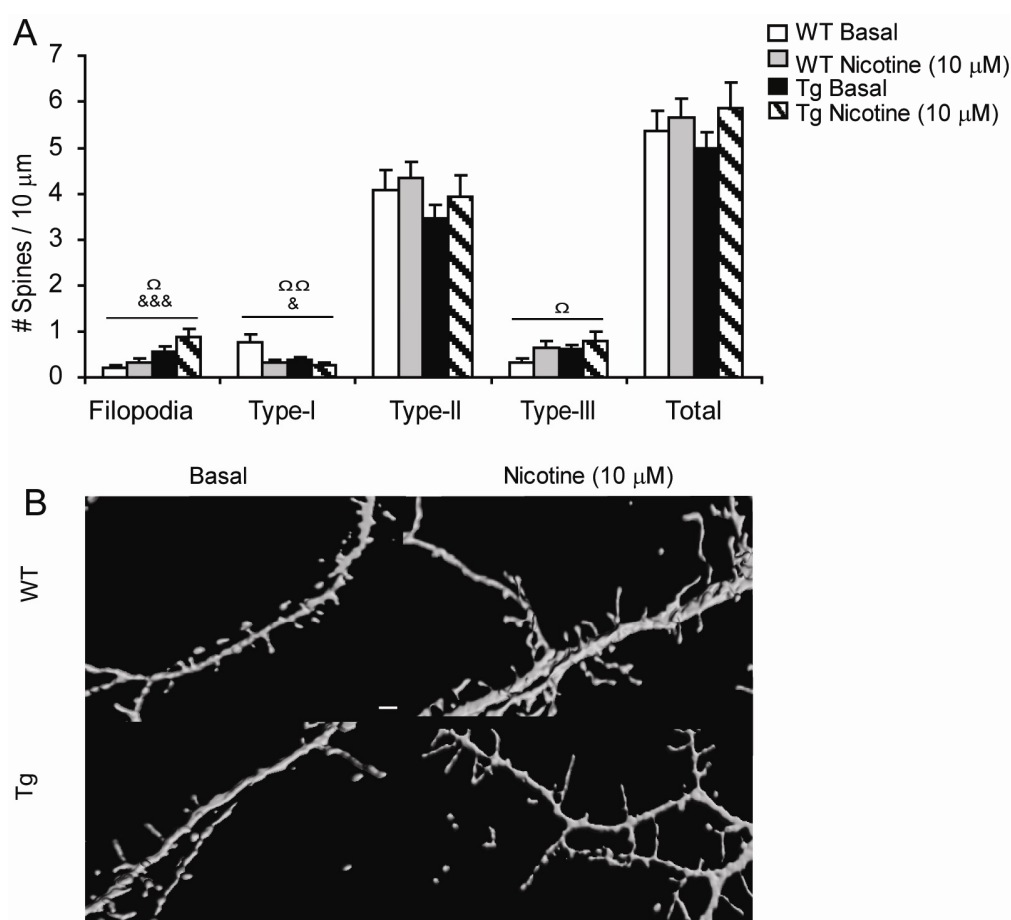 A
WT Basal
WT Nicotine (10 μM)
Tg Basal
Tg Nicotine (10 μM)
# Spines / 10 μm
7
6
5
4
3
2
1
0
Ω
&&&
ΩΩ
&
Ω
Filopodia Type-I Type-II Type-III Total
B
Basal Nicotine (10 μM)
WT
Tg